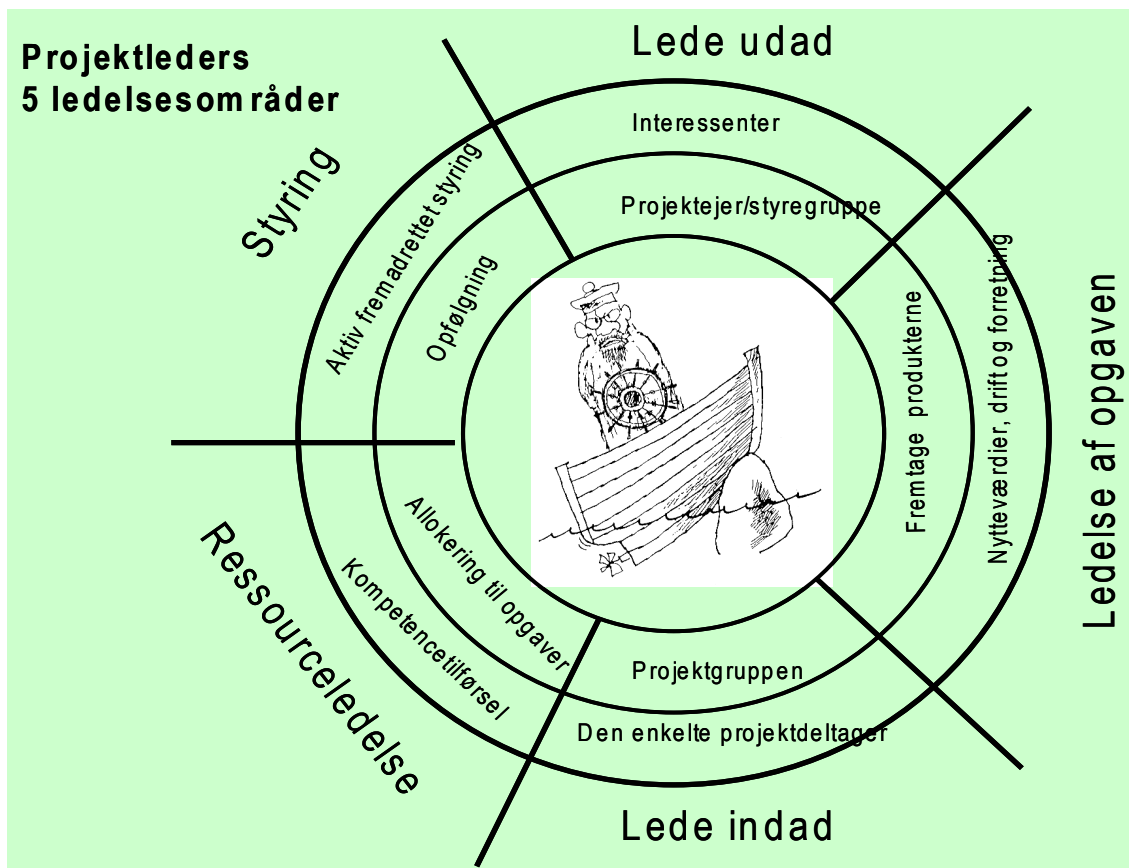 Projektleders
5 ledelsesområder
Lede udad
Interessenter
Projektejer/styregruppe
Styring
Aktiv fremadrettet styring
Opfølgning
Fremtage produkterne
Nytteværdier, drift og forretning
Ledelse af opgaven
Ressourceledelse
Kompetencetilførsel
Allokering til opgaver
Projektgruppen
Den enkelte projektdeltager
Lede indad